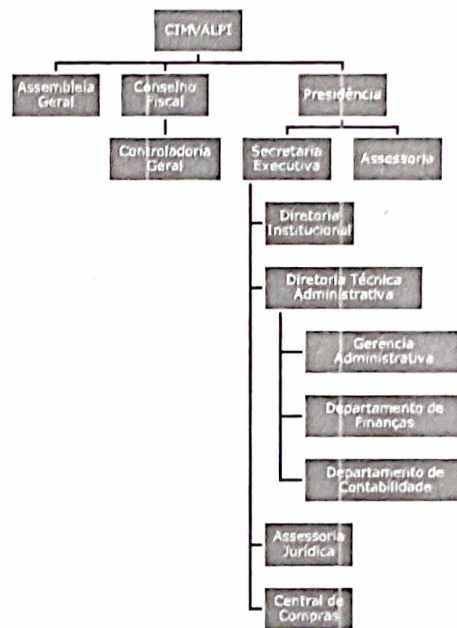 CIMVALPI
Assembleia
Geral
Conselho
Fiscal
Presidência
Controladoria
Geral
Secretaria
Executiva
Assessoria
Diretoria
Institucional
Diretoria Técnica
Administrativa
Gerência
Administrativa
Departamento de
Finanças
Departamento de
Contabilidade
Assessoria
Jurídica
Central de
Compras